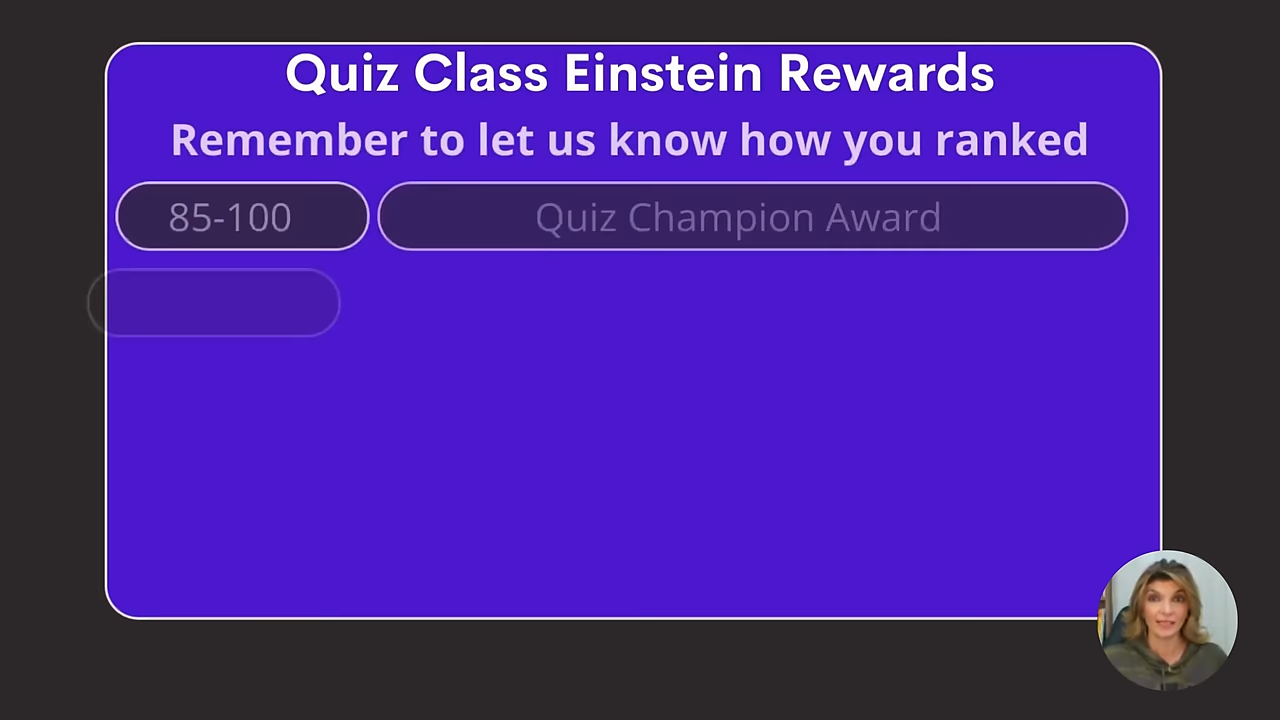 Quiz Class Einstein Rewards
Remember to let us know how you ranked
85-100 Quiz Champion Award